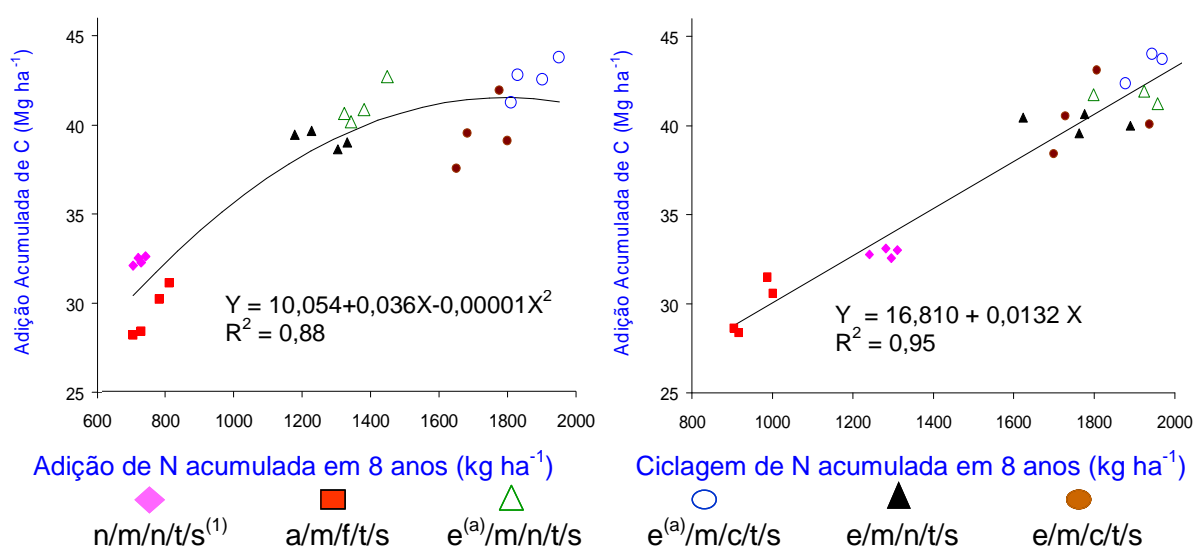 Adição Acumulada de C (Mg ha-1)
45
40
35
30
25
Y = 10,054+0,036X-0,00001X2
R2 = 0,88
600 800 1000 1200 1400 1600 1800 2000
Adição de N acumulada em 8 anos (kg ha-1)
Adição Acumulada de C (Mg ha-1)
45
40
35
30
25
Y = 16,810 + 0,0132 X
R2 = 0,95
800 1000 1200 1400 1600 1800 2000
Ciclagem de N acumulada em 8 anos (kg ha-1)
n/m/n/t/s(1) a/m/f/t/s e(a)/m/n/t/s e(a)/m/c/t/s e/m/n/t/s e/m/c/t/s